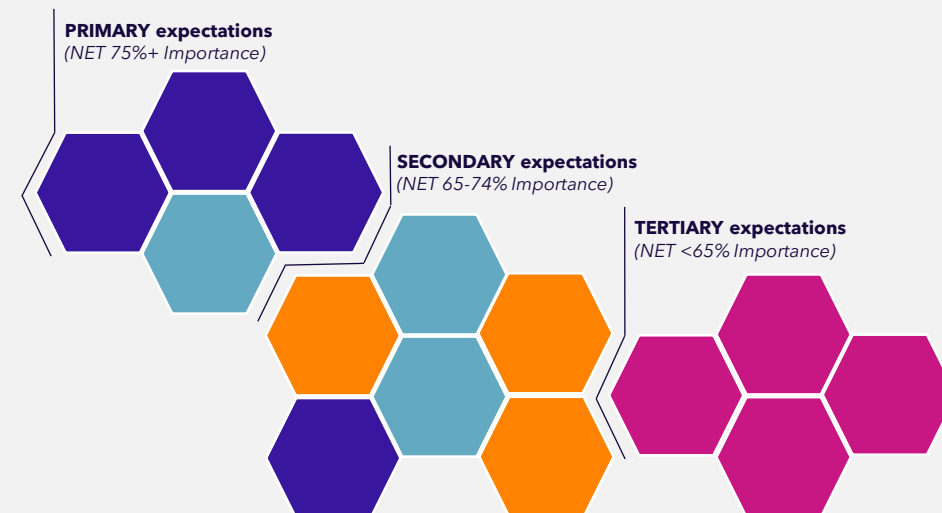 PRIMARY expectations
(NET 75%+ Importance)
SECONDARY expectations
(NET 65-74% Importance)
TERTIARY expectations
(NET <65% Importance)